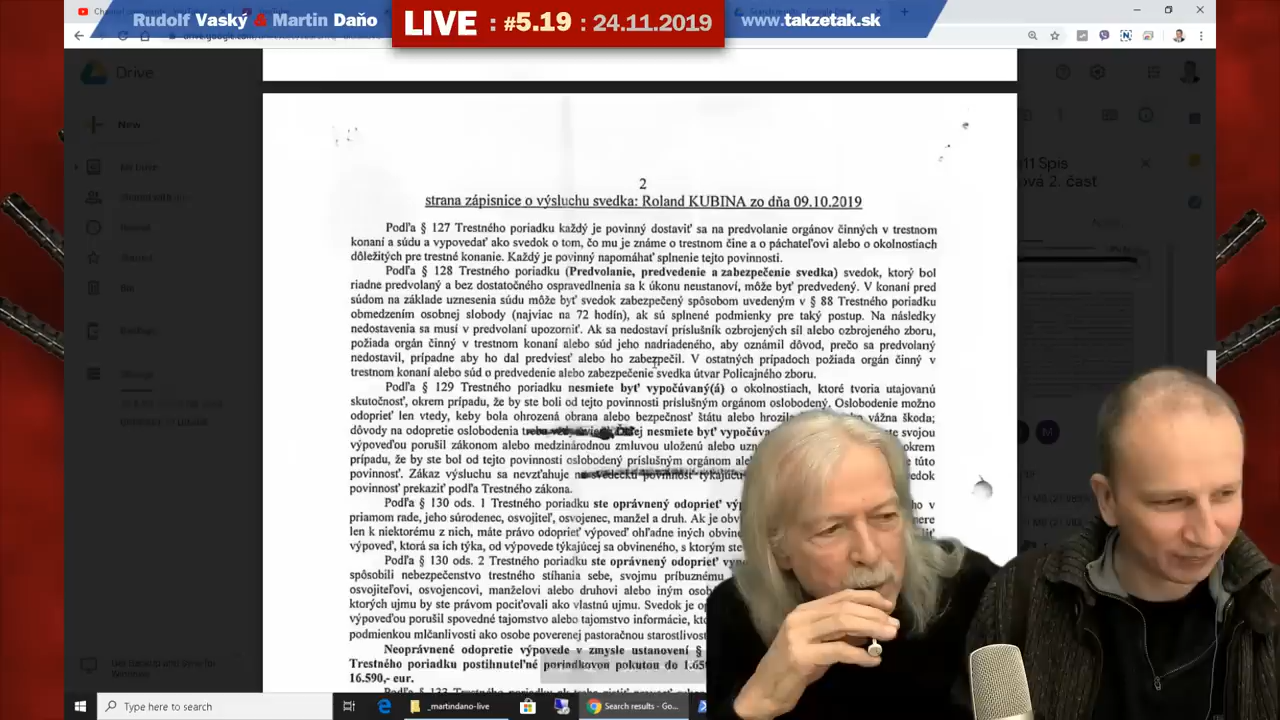 Rudolf Vaský & Martin Daňo
LIVE : #5.19 : 24.11.2019
www.takzetak.sk
Drive
New
2
strana zápisnice o výsluchu svedka: Roland KUBINA zo dňa 09.10.2019
Podľa § 127 Trestného poriadku každý je povinný dostaviť sa na predvolanie orgánov činných v trestnom
konaní a súdu a vypovedať ako svedok o tom, čo mu je známe o trestnom čine a o páchateľovi alebo o okolnostiach
dôležitých pre trestné konanie. Každý je povinný napomáhať splnenie tejto povinnosti.
Podľa § 128 Trestného poriadku (Predvolanie, predvedenie a zabezpečenie svedka) svedok, ktorý bol
riadne predvolaný a bez dostatočného ospravedlnenia sa k úkonu neustanoví, môže byť predvedený. V konaní pred
súdom na základe uznesenia súdu môže byť svedok zabezpečený spôsobom uvedeným v § 88 Trestného poriadku
obmedzením osobnej slobody (najviac na 72 hodín), ak sú splnené podmienky pre taký postup. Na následky
nedostavenia sa musí v predvolaní upozorniť. Ak sa nedostaví príslušník ozbrojených síl alebo ozbrojeného zboru,
požiada orgán činný v trestnom konaní alebo súd jeho nadriadeného, aby oznámil dôvod, prečo sa predvolaný
nedostavil, prípadne aby ho dal predviesť alebo ho zabezpečil. V ostatných prípadoch požiada orgán činný v
trestnom konaní alebo súd o predvedenie alebo zabezpečenie svedka útvar Policajného zboru.
Podľa § 129 Trestného poriadku nesmiete byť vypočúvaný(á) o okolnostiach, ktoré tvoria utajovanú
skutočnosť, okrem prípadu, že by ste boli od tejto povinnosti príslušným orgánom oslobodený. Oslobodenie možno
odoprieť len vtedy, keby bola ohrozená obrana alebo bezpečnosť štátu alebo vážna škoda;
dôvody na odopretie oslobodenia nesmiete byť ste svojou
výpoveďou porušil zákonom alebo medzinárodnou zmluvou uloženú alebo okrem
prípadu, že by ste bol od tejto povinnosti oslobodený príslušným orgánom túto
povinnosť. Zákaz výsluchu sa nevzťahuje
povinnosť prekaziť podľa Trestného zákona.
Podľa § 130 ods. 1 Trestného poriadku ste oprávnený odoprieť v
priamom rade, jeho súrodenec, osvojiteľ, osvojenec, manžel a druh. Ak je
len k niektorému z nich, máte právo odoprieť výpoveď ohľadne iných
výpoveď, ktorá sa ich týka, od výpovede týkajúcej sa obvineného, s ktorým
Podľa § 130 ods. 2 Trestného poriadku ste oprávnený odoprieť
spôsobili nebezpečenstvo trestného stíhania sebe, svojmu príbuznému
osvojiteľovi, osvojencovi, manželovi alebo druhovi alebo iným
ktorých ujmu by ste právom pociťovali ako vlastnú ujmu. Svedok je
výpoveďou porušil spovedné tajomstvo alebo tajomstvo informácie,
podmienkou mlčanlivosti ako osobe poverenej pastoračnou starostlivosť
Neoprávnené odopretie výpovede v zmysle ustanovení §
Trestného poriadku postihnuteľné poriadkovou pokutou do
16.590,- eur.
Spis
2. časť
Type here to search
_martindano-live
Search results - Go...